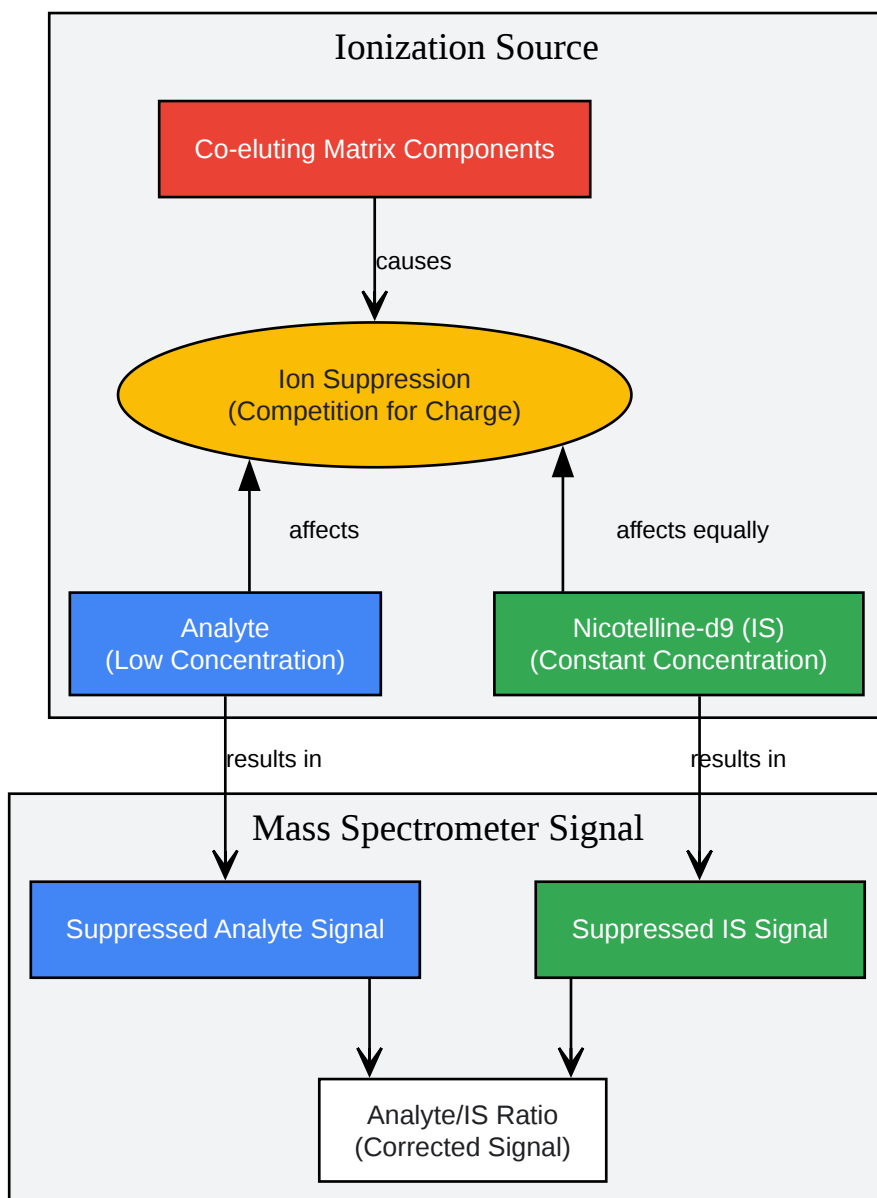 Ionization Source
Co-eluting Matrix Components
causes
Ion Suppression
(Competition for Charge)
affects
affects equally
Analyte
(Low Concentration)
Nicotelline-d9 (IS)
(Constant Concentration)
results in
results in
Mass Spectrometer Signal
Suppressed Analyte Signal
Suppressed IS Signal
Analyte/IS Ratio
(Corrected Signal)